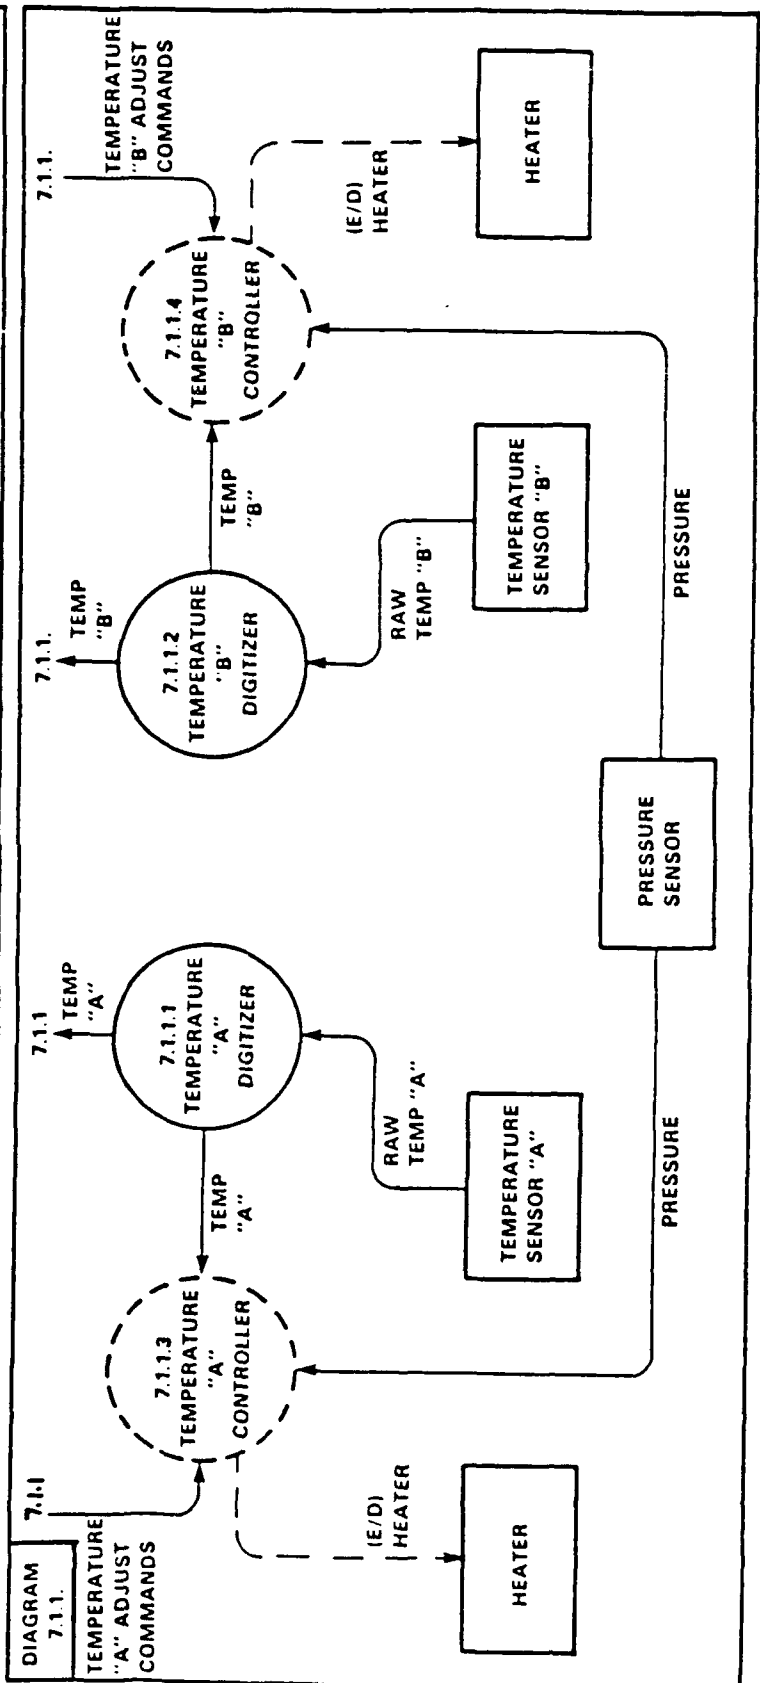 DIAGRAM
7.1.1.
7.1.1
TEMPERATURE
"A" ADJUST
COMMANDS
7.1.1.3
TEMPERATURE
"A"
CONTROLLER
(E/D)
HEATER
HEATER
TEMP
"A"
7.1.1
TEMP
"A"
7.1.1.1
TEMPERATURE
"A"
DIGITIZER
RAW
TEMP "A"
TEMPERATURE
SENSOR "A"
PRESSURE
PRESSURE
SENSOR
7.1.1.
TEMP
"B"
7.1.1.2
TEMPERATURE
"B"
DIGITIZER
RAW
TEMP "B"
TEMPERATURE
SENSOR "B"
TEMP
"B"
PRESSURE
7.1.1.
TEMPERATURE
"B" ADJUST
COMMANDS
7.1.1.4
TEMPERATURE
"B"
CONTROLLER
(E/D)
HEATER
HEATER